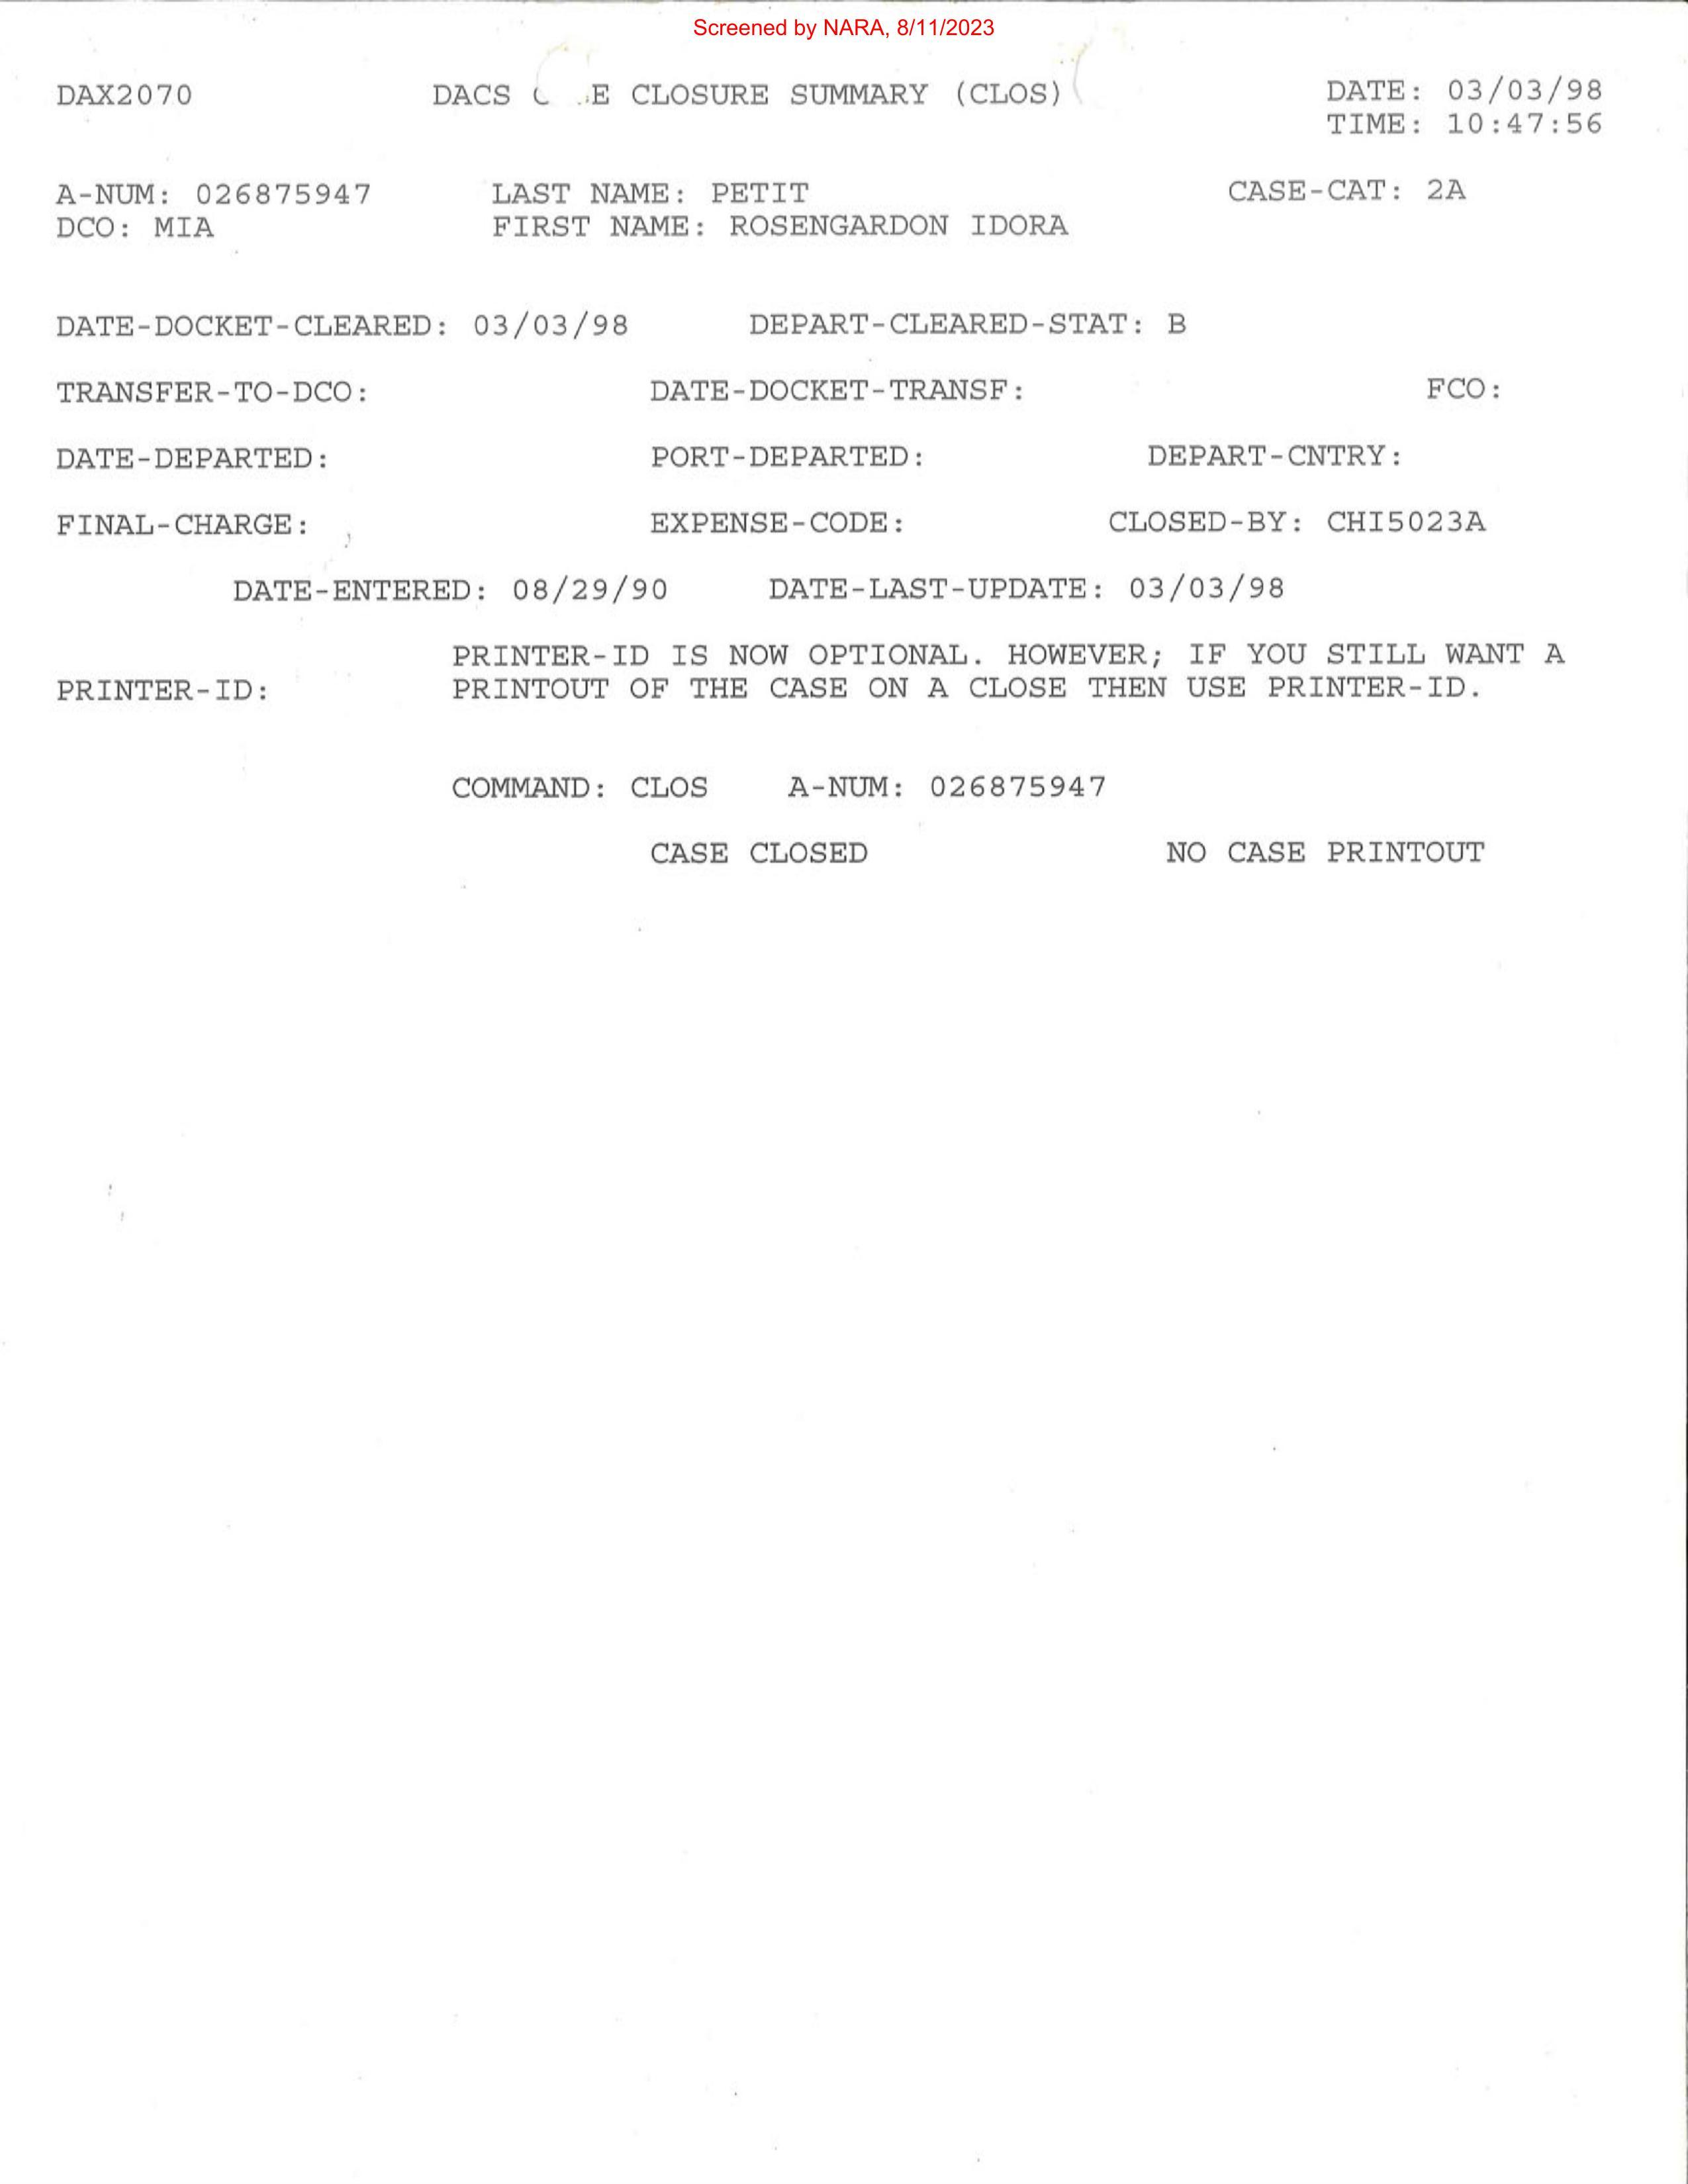 Screened by NARA, 8/11/2023
DAX2070 DACS E CLOSURE SUMMARY (CLOS) DATE: 03/03/98
TIME: 10:47:56
A-NUM: 026875947 LAST NAME: PETIT CASE-CAT: 2A
DCO: MIA FIRST NAME: ROSENGARDON IDORA
DATE-DOCKET-CLEARED: 03/03/98 DEPART-CLEARED-STAT: B
TRANSFER-TO-DCO: DATE-DOCKET-TRANSF: FCO:
DATE-DEPARTED: PORT-DEPARTED: DEPART-CNTRY:
FINAL-CHARGE: EXPENSE-CODE: CLOSED-BY: CHI5023A
DATE-ENTERED: 08/29/90 DATE-LAST-UPDATE: 03/03/98
PRINTER-ID IS NOW OPTIONAL. HOWEVER; IF YOU STILL WANT A
PRINTER-ID: PRINTOUT OF THE CASE ON A CLOSE THEN USE PRINTER-ID.
COMMAND: CLOS A-NUM: 026875947
CASE CLOSED NO CASE PRINTOUT